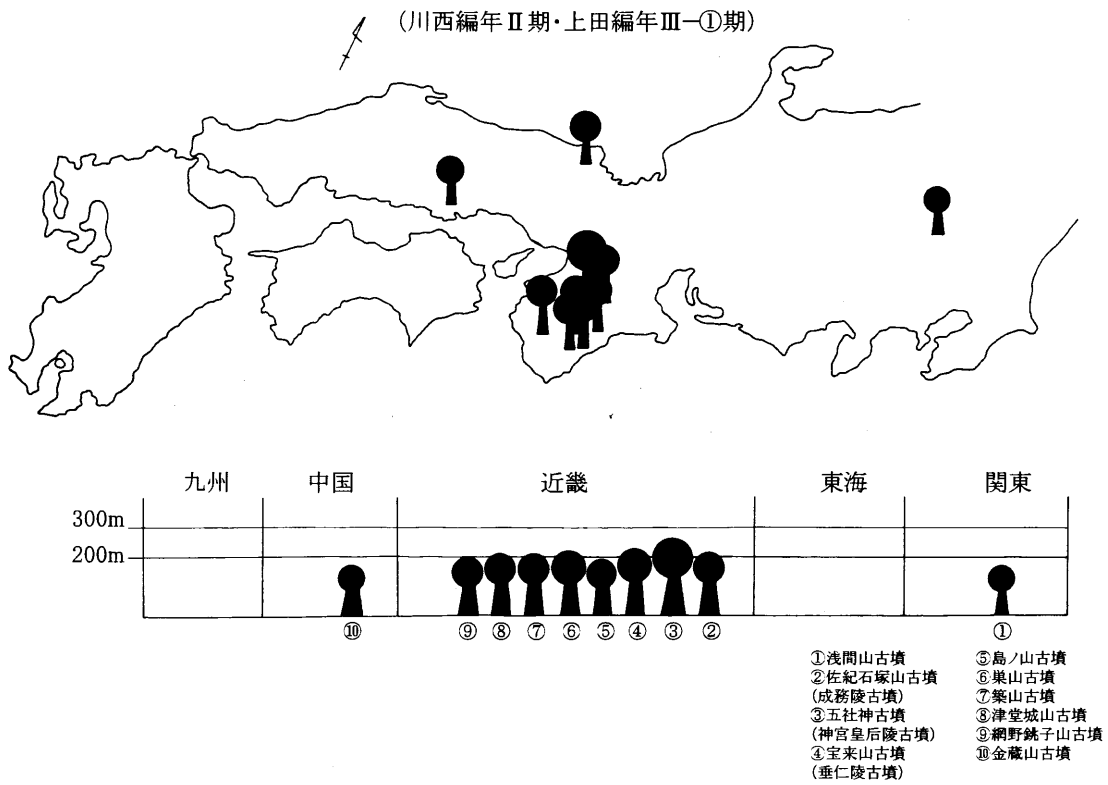 (川西編年Ⅱ期・上田編年Ⅲ−①期)
九州 中国 近畿 東海 関東
300m
200m
⑩ ⑨ ⑧ ⑦ ⑥ ⑤ ④ ③ ② ①
①浅間山古墳
②佐紀石塚山古墳
(成務陵古墳)
③五社神古墳
(神宮皇后陵古墳)
④宝来山古墳
(垂仁陵古墳)
⑤島ノ山古墳
⑥巣山古墳
⑦築山古墳
⑧津堂城山古墳
⑨網野銚子山古墳
⑩金蔵山古墳